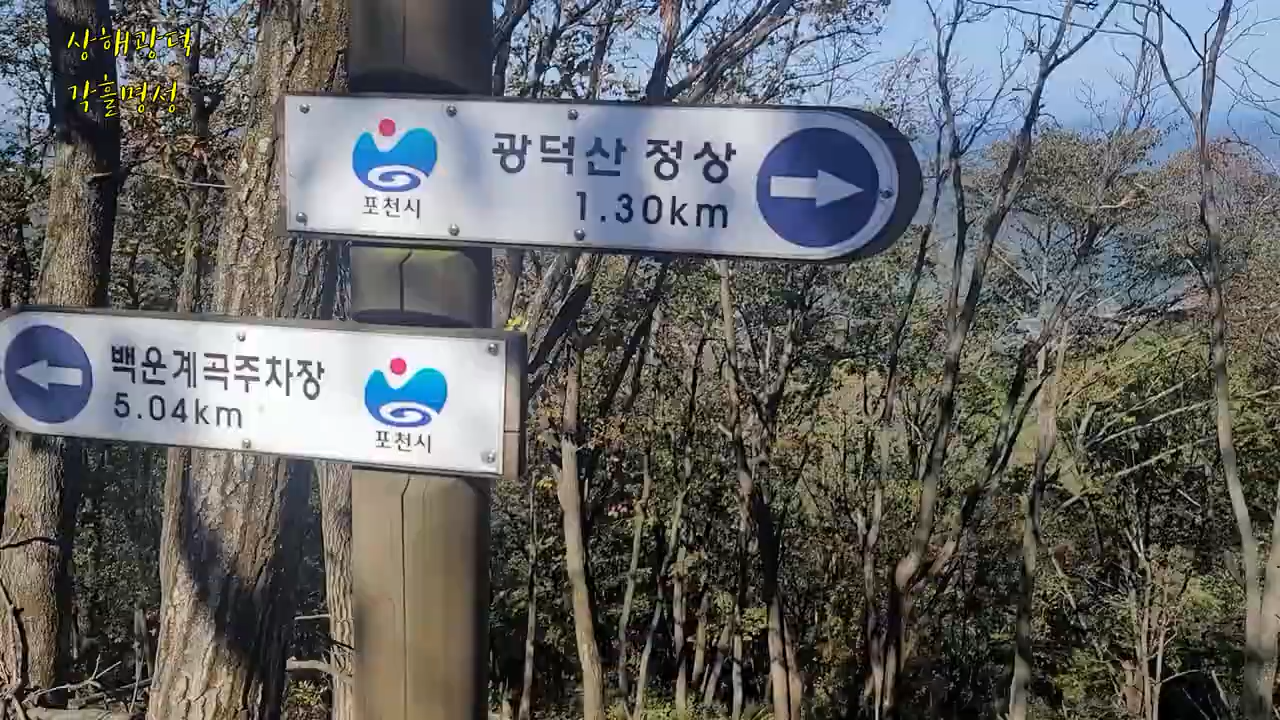 상해광덕
각흘명성
광덕산 정상
1.30km
포천시
백운계곡주차장
5.04km
포천시